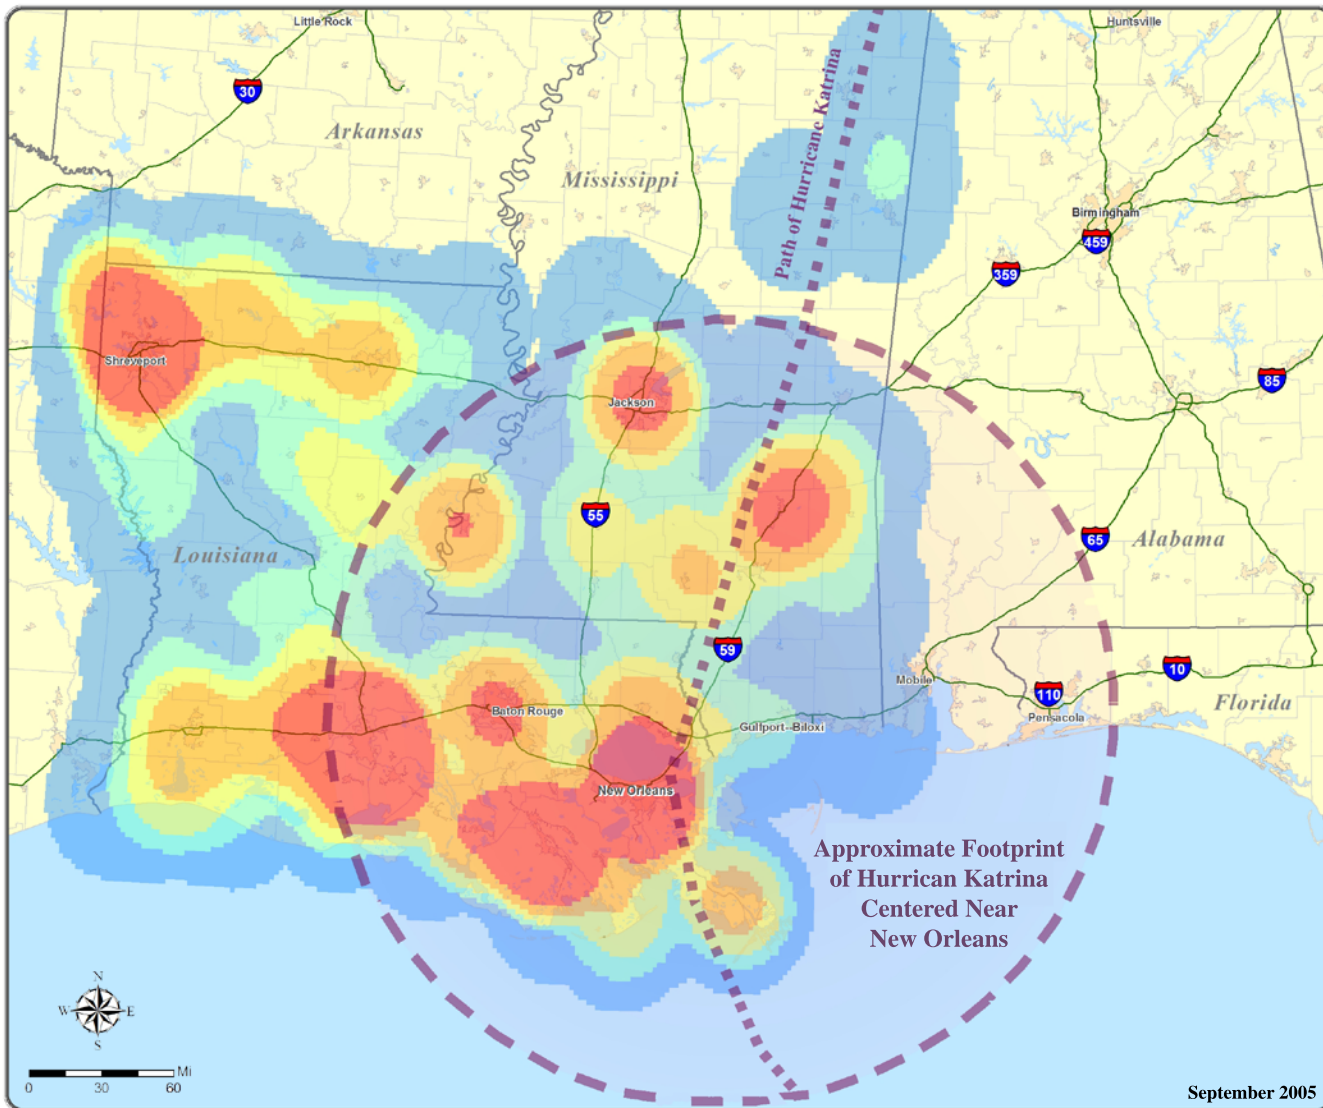 Little Rock
Huntsville
30
Arkansas
Mississippi
Path of Hurricane Katrina
Birmingham
459
359
Shreveport
Jackson
85
55
Louisiana
65
Alabama
59
Mobile
110
10
Pensacola
Florida
Baton Rouge
Gulfport-Biloxi
New Orleans
Approximate Footprint
of Hurrican Katrina
Centered Near
New Orleans
N
W E
S
Mi
0 30 60
September 2005